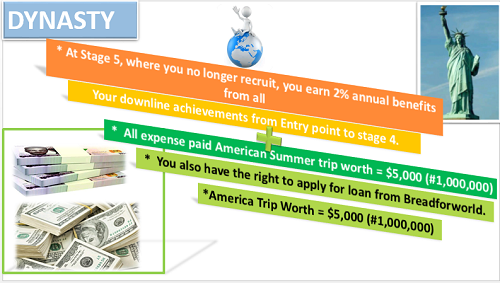 DYNASTY
* At Stage 5, where you no longer recruit, you earn 2% annual benefits
from all
Your downline achievements from Entry point to stage 4.
* All expense paid American Summer trip worth = $5,000 (#1,000,000)
* You also have the right to apply for loan from Breadforworld.
*America Trip Worth = $5,000 (#1,000,000)